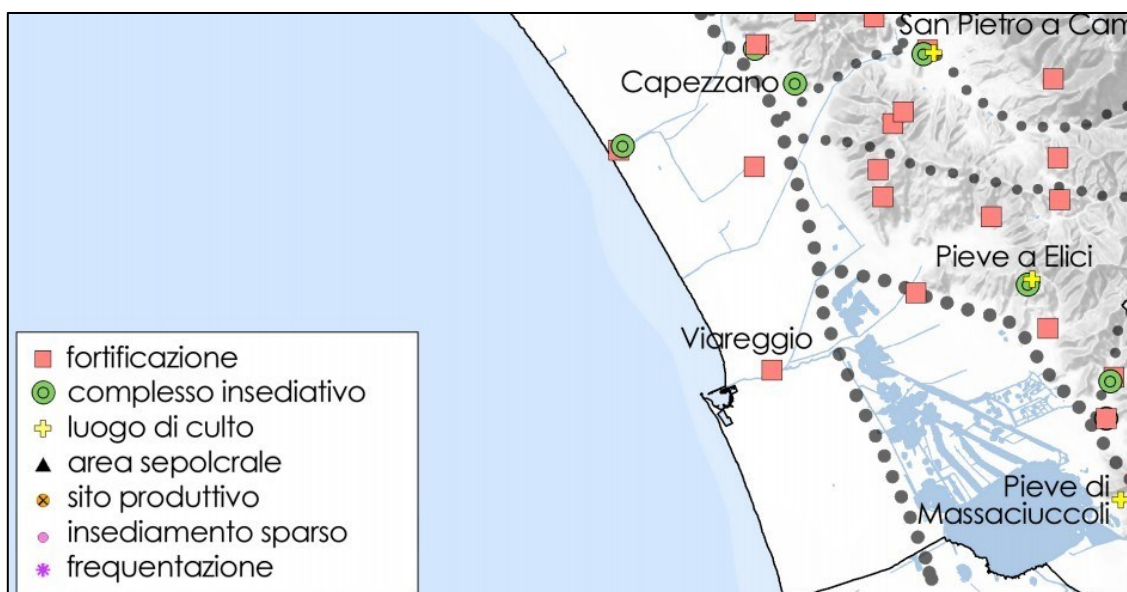 San Pietro a Cam
Capezzano
Pieve a Elici
Viareggio
Pieve di
Massaciuccoli
fortificazione
complesso insediativo
luogo di culto
area sepolcrale
sito produttivo
insediamento sparso
frequentazione